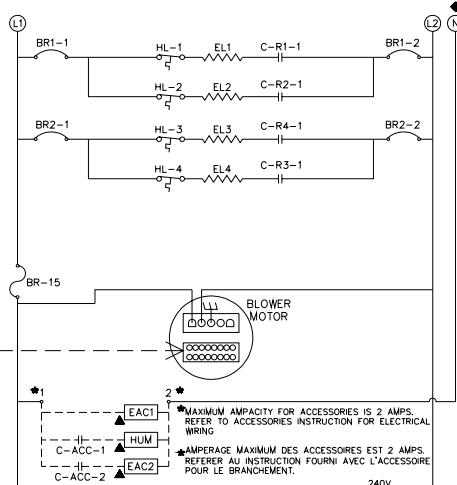 L1
L2
N
BR1-1
HL-1
EL1
C-R1-1
BR1-2
HL-2
EL2
C-R2-1
BR2-1
HL-3
EL3
C-R4-1
BR2-2
HL-4
EL4
C-R3-1
BR-15
BLOWER
MOTOR
*1
2*
EAC1
HUM
C-ACC-1
EAC2
C-ACC-2
*MAXIMUM AMPACITY FOR ACCESSORIES IS 2 AMPS.
REFER TO ACCESSORIES INSTRUCTION FOR ELECTRICAL
WIRING
*AMPERAGE MAXIMUM DES ACCESSOIRES EST 2 AMPS.
REFERER AU INSTRUCTION FOURNI AVEC L'ACCESSOIRE
POUR LE BRANCHEMENT.
240V